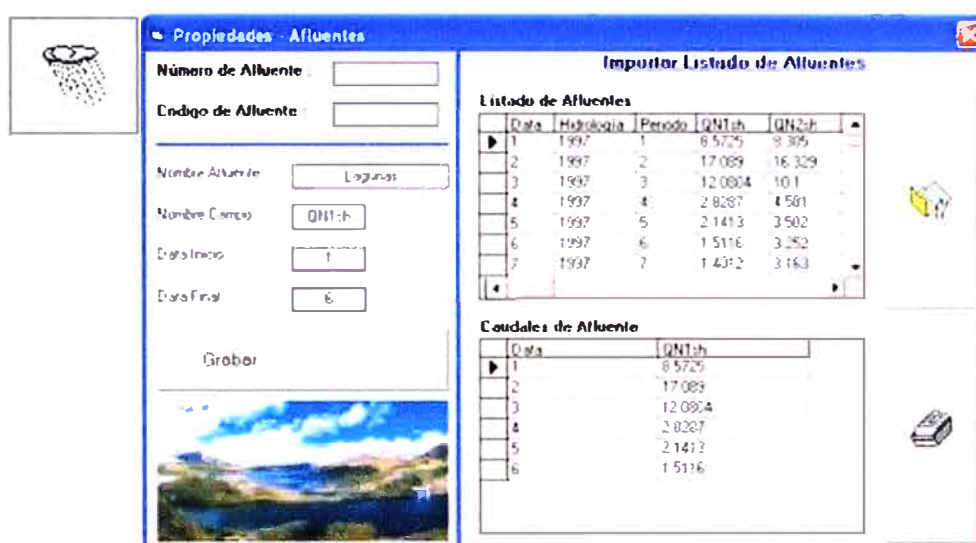 Propiedades - Afluentes
Número de Afluente :
Código de Afluente :
Nombre Afluente
Lagunas
Nombre Campo
QN1sh
Data Inicio
1
Data Final
6
Grabar
Importar Listado de Afluentes
Listado de Afluentes
Data Hidrología Periodo QN1sh QN2sh
1 1997 1 8.5725 8.305
2 1997 2 17.089 16.329
3 1997 3 12.0804 10.1
4 1997 4 2.8287 4.581
5 1997 5 2.1413 3.502
6 1997 6 1.5116 3.252
7 1997 7 1.4012 3.163
Caudales de Afluente
Data QN1sh
1 8.5725
2 17.089
3 12.0804
4 2.8287
5 2.1413
6 1.5116